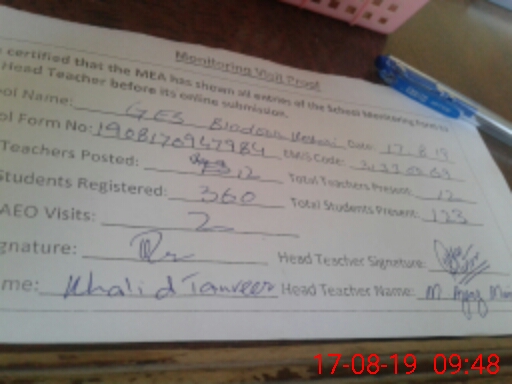 Monitoring Visit Proof
certified that the MEA has shown all entries of the School Monitoring Form to
Head Teacher before its online submission.
ool Name: GES Date: 17.8.19
ol Form No: 1908170947984 EMIS Code:
Teachers Posted: 12 Total Teachers Present: 12
Students Registered: 360 Total Students Present: 123
AEO Visits: 2
gnature: Head Teacher Signature:
me: Khalid Tanveer Head Teacher Name: M
17-08-19 09:48